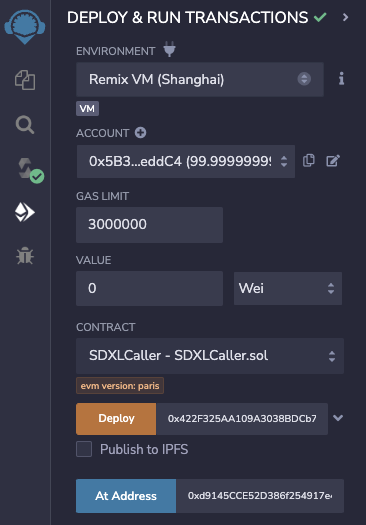 DEPLOY & RUN TRANSACTIONS
ENVIRONMENT
Remix VM (Shanghai)
VM
ACCOUNT
0x5B3...eddC4 (99.99999999
GAS LIMIT
3000000
VALUE
0 Wei
CONTRACT
SDXLCaller - SDXLCaller.sol
evm version: paris
Deploy 0x422F325AA109A3038BDCb7
Publish to IPFS
At Address 0xd9145CCE52D386f254917e